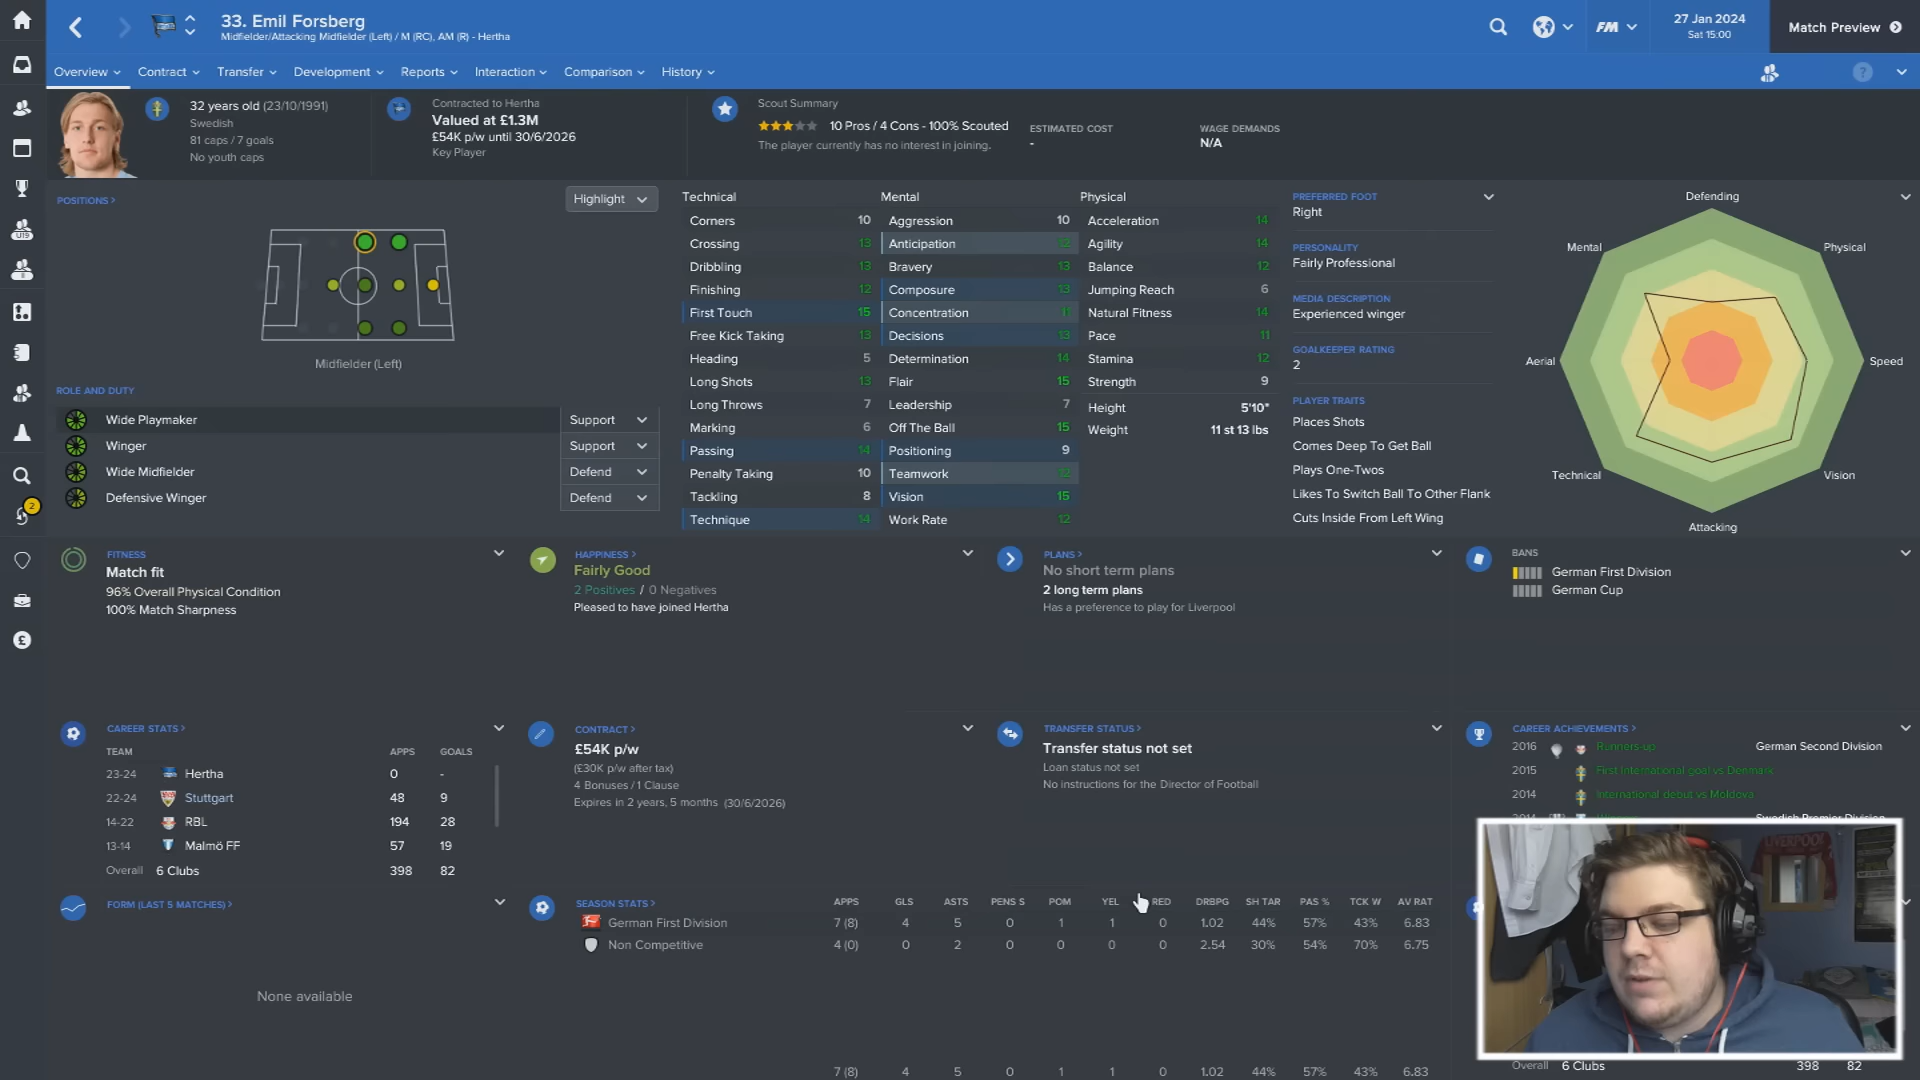 33. Emil Forsberg
Midfielder/Attacking Midfielder (Left) / M (RC), AM (R) - Hertha
FM
27 Jan 2024
Sat 15:00
Match Preview
Overview
Contract
Transfer
Development
Reports
Interaction
Comparison
History
?
32 years old (23/10/1991)
Swedish
81 caps / 7 goals
No youth caps
Contracted to Hertha
Valued at £1.3M
£54K p/w until 30/6/2026
Key Player
Scout Summary
10 Pros / 4 Cons - 100% Scouted
The player currently has no interest in joining.
ESTIMATED COST
-
WAGE DEMANDS
N/A
U19
2
POSITIONS >
Highlight
Midfielder (Left)
ROLE AND DUTY
Wide Playmaker Support
Winger Support
Wide Midfielder Defend
Defensive Winger Defend
Technical
Corners 10
Crossing 13
Dribbling 13
Finishing 12
First Touch 15
Free Kick Taking 13
Heading 5
Long Shots 13
Long Throws 7
Marking 6
Passing 14
Penalty Taking 10
Tackling 8
Technique 14
Mental
Aggression 10
Anticipation 12
Bravery 13
Composure 13
Concentration 11
Decisions 13
Determination 14
Flair 15
Leadership 7
Off The Ball 15
Positioning 9
Teamwork 12
Vision 15
Work Rate 12
Physical
Acceleration 14
Agility 14
Balance 12
Jumping Reach 6
Natural Fitness 14
Pace 11
Stamina 12
Strength 9
Height 5'10"
Weight 11 st 13 lbs
PREFERRED FOOT
Right
PERSONALITY
Fairly Professional
MEDIA DESCRIPTION
Experienced winger
GOALKEEPER RATING
2
PLAYER TRAITS
Places Shots
Comes Deep To Get Ball
Plays One-Twos
Likes To Switch Ball To Other Flank
Cuts Inside From Left Wing
Defending
Mental
Physical
Aerial
Speed
Technical
Vision
Attacking
FITNESS
Match fit
96% Overall Physical Condition
100% Match Sharpness
HAPPINESS >
Fairly Good
2 Positives / 0 Negatives
Pleased to have joined Hertha
PLANS >
No short term plans
2 long term plans
Has a preference to play for Liverpool
BANS
German First Division
German Cup
CAREER STATS >
TEAM APPS GOALS
23-24 Hertha 0 -
22-24 Stuttgart 48 9
14-22 RBL 194 28
13-14 Malmö FF 57 19
Overall 6 Clubs 398 82
CONTRACT >
£54K p/w
(£30K p/w after tax)
4 Bonuses / 1 Clause
Expires in 2 years, 5 months (30/6/2026)
TRANSFER STATUS >
Transfer status not set
Loan status not set
No instructions for the Director of Football
CAREER ACHIEVEMENTS >
2016 Runners-up German Second Division
2015 First International goal vs Denmark
2014 International debut vs Moldova
2014 Swedish Premier Division
LIVERPOOL
FORM (LAST 5 MATCHES) >
None available
SEASON STATS >
APPS GLS ASTS PENS S POM YEL RED DRBPG SH TAR PAS % TCK W AV RAT
German First Division 7 (8) 4 5 0 1 1 0 1.02 44% 57% 43% 6.83
Non Competitive 4 (0) 0 2 0 0 0 0 2.54 30% 54% 70% 6.75
7 (8) 4 5 0 1 1 0 1.02 44% 57% 43% 6.83
Overall 6 Clubs 398 82